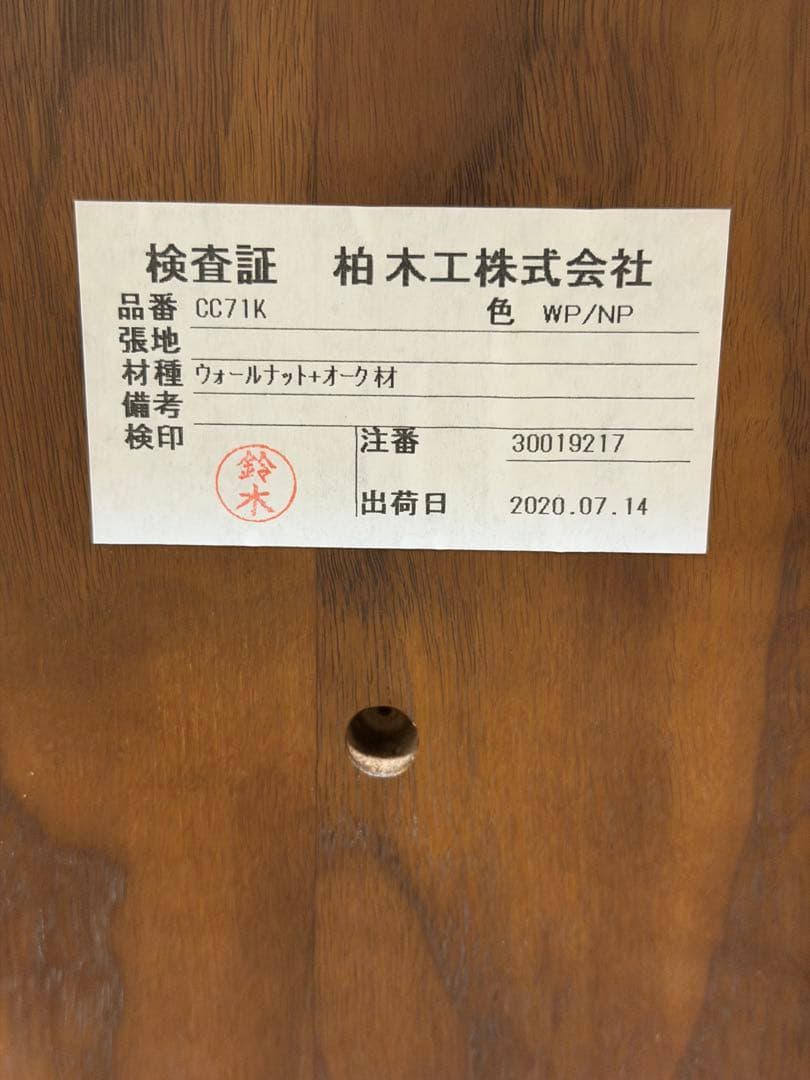 検査証 柏木工株式会社
品番 CC71K 色 WP/NP
張地
材種 ウォールナット+オーク材
備考
検印 注番 30019217
鈴木
出荷日 2020.07.14